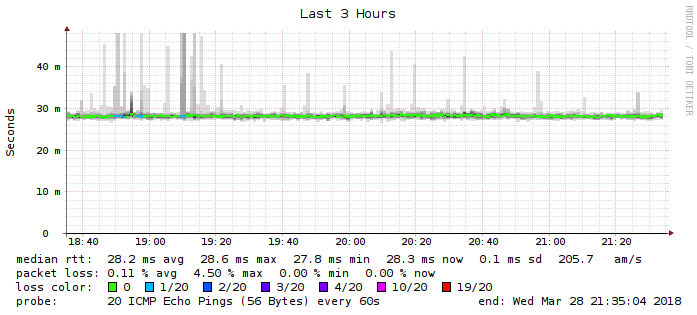 Last 3 Hours
RRDTOOL / TOBI OETIKER
Seconds
40 m
30 m
20 m
10 m
0
18:40 19:00 19:20 19:40 20:00 20:20 20:40 21:00 21:20
median rtt: 28.2 ms avg 28.6 ms max 27.8 ms min 28.3 ms now 0.1 ms sd 205.7 am/s
packet loss: 0.11 % avg 4.50 % max 0.00 % min 0.00 % now
loss color: 0 1/20 2/20 3/20 4/20 10/20 19/20
probe: 20 ICMP Echo Pings (56 Bytes) every 60s end: Wed Mar 28 21:35:04 2018